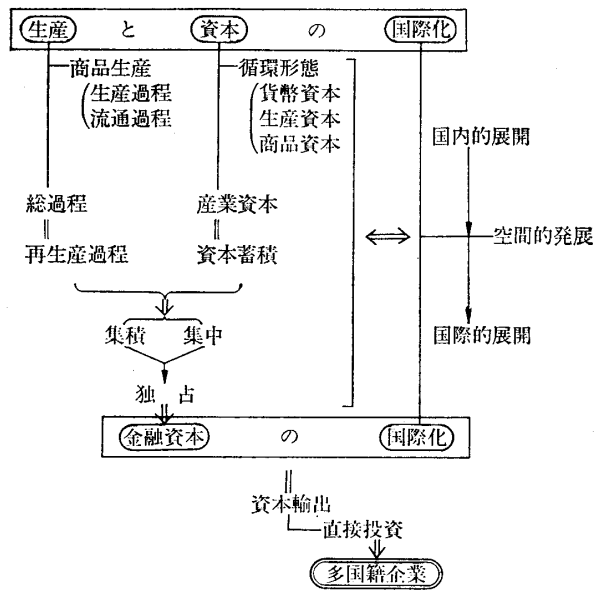 生産 と 資本 の 国際化
商品生産
生産過程
流通過程
循環形態
貨幣資本
生産資本
商品資本
国内的展開
総過程
産業資本
空間的発展
再生産過程
資本蓄積
集積 集中
国際的展開
独占
金融資本 の 国際化
資本輸出
直接投資
多国籍企業